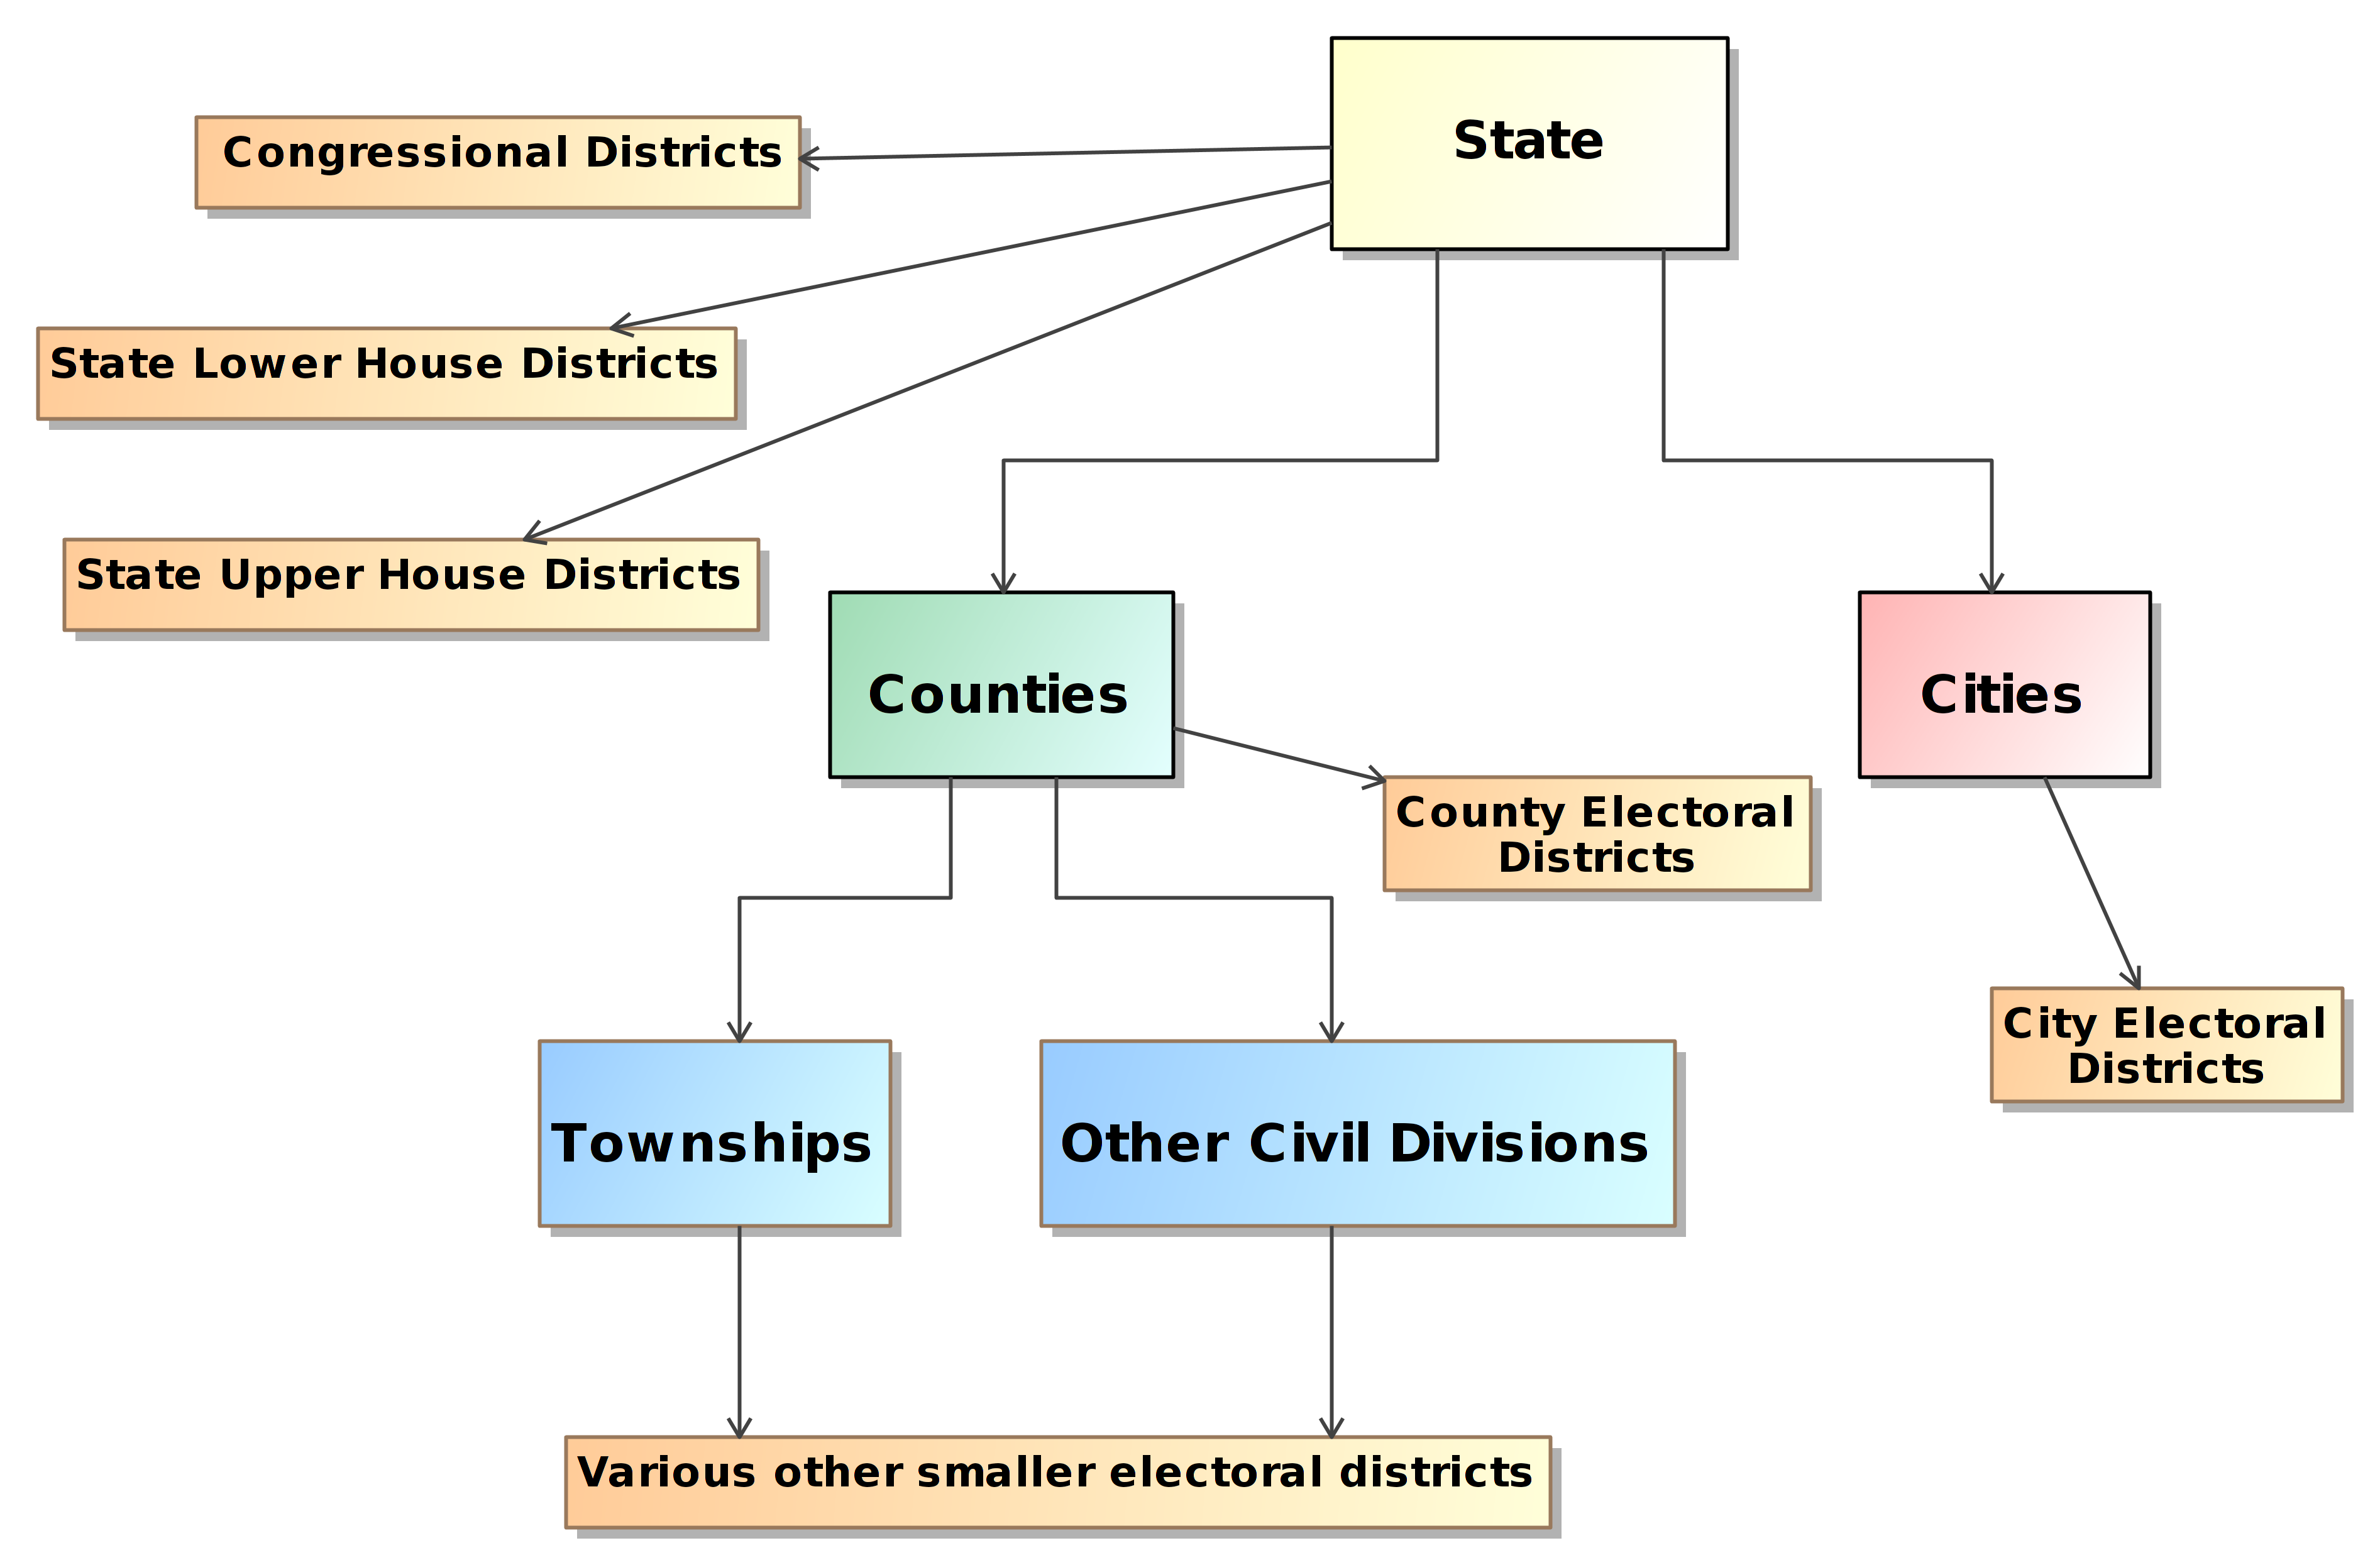 State
Congressional Districts
State Lower House Districts
State Upper House Districts
Counties
Cities
County Electoral
Districts
City Electoral
Districts
Townships
Other Civil Divisions
Various other smaller electoral districts